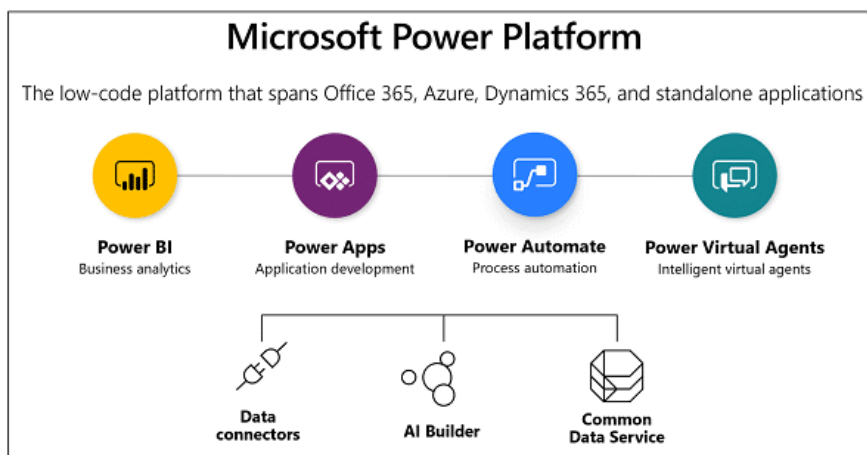 Microsoft Power Platform
The low-code platform that spans Office 365, Azure, Dynamics 365, and standalone applications
Power BI
Business analytics
Power Apps
Application development
Power Automate
Process automation
Power Virtual Agents
Intelligent virtual agents
Data
connectors
AI Builder
Common
Data Service